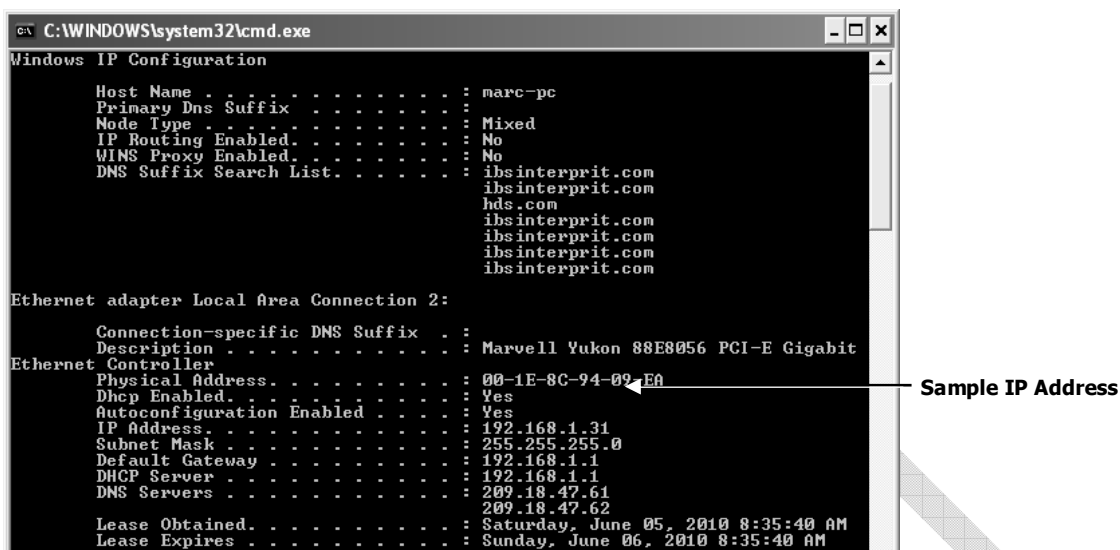 C:\WINDOWS\system32\cmd.exe
Windows IP Configuration
Host Name . . . . . . . . . . . . : marc-pc
Primary Dns Suffix . . . . . . . :
Node Type . . . . . . . . . . . . : Mixed
IP Routing Enabled. . . . . . . . : No
WINS Proxy Enabled. . . . . . . . : No
DNS Suffix Search List. . . . . . : ibsinterprit.com
ibsinterprit.com
hds.com
ibsinterprit.com
ibsinterprit.com
ibsinterprit.com
ibsinterprit.com
Ethernet adapter Local Area Connection 2:
Connection-specific DNS Suffix . :
Description . . . . . . . . . . . : Marvell Yukon 88E8056 PCI-E Gigabit
Ethernet Controller
Physical Address. . . . . . . . . : 00-1E-8C-94-09-EA
Sample IP Address
Dhcp Enabled. . . . . . . . . . . : Yes
Autoconfiguration Enabled . . . . : Yes
IP Address. . . . . . . . . . . . : 192.168.1.31
Subnet Mask . . . . . . . . . . . : 255.255.255.0
Default Gateway . . . . . . . . . : 192.168.1.1
DHCP Server . . . . . . . . . . . : 192.168.1.1
DNS Servers . . . . . . . . . . . : 209.18.47.61
209.18.47.62
Lease Obtained. . . . . . . . . . : Saturday, June 05, 2010 8:35:40 AM
Lease Expires . . . . . . . . . . : Sunday, June 06, 2010 8:35:40 AM